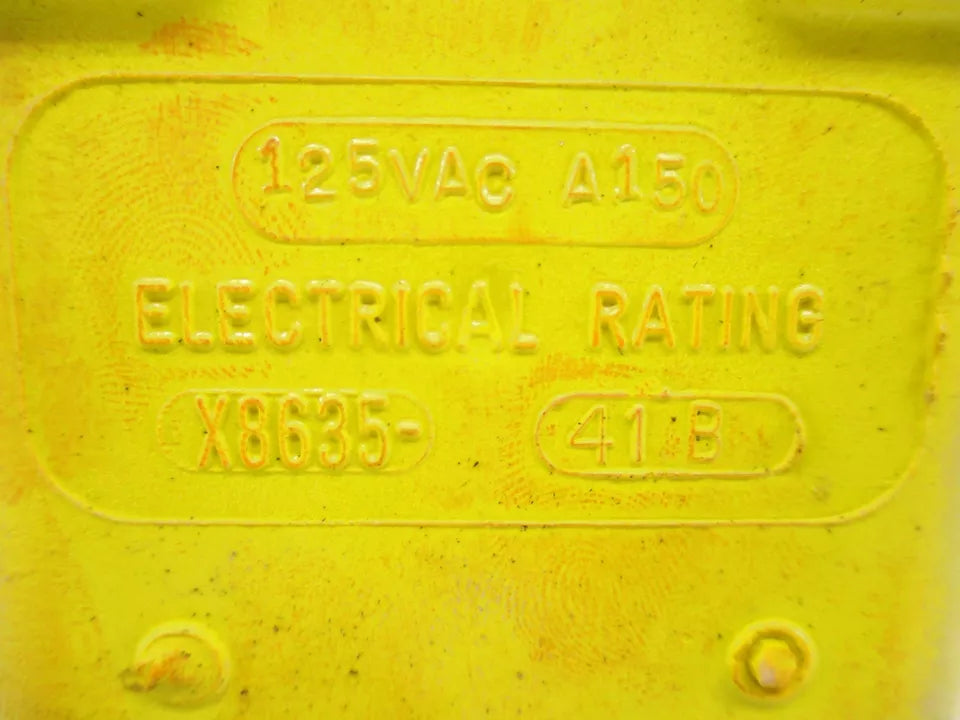 125VAC A150
ELECTRICAL RATING
X8635- 41 B